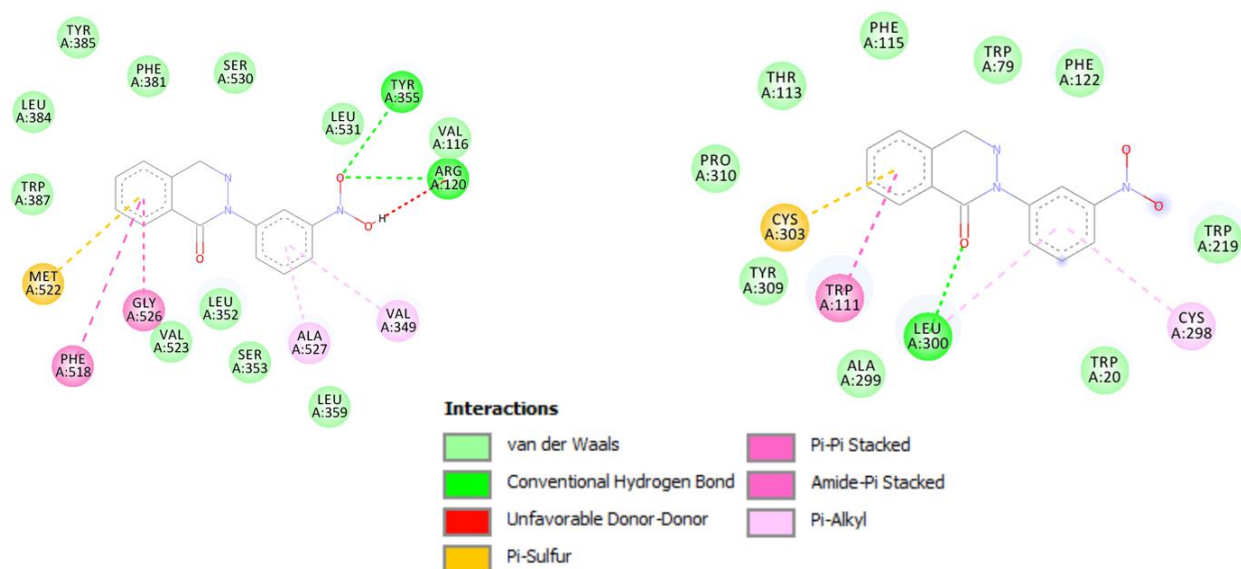 TYR
A:385
PHE
A:381
SER
A:530
TYR
A:355
LEU
A:384
LEU
A:531
VAL
A:116
ARG
A:120
TRP
A:387
N
N
N
O
O
H
O
MET
A:522
GLY
A:526
LEU
A:352
VAL
A:523
PHE
A:518
SER
A:353
ALA
A:527
VAL
A:349
LEU
A:359
PHE
A:115
TRP
A:79
PHE
A:122
THR
A:113
PRO
A:310
N
N
N
O
O
O
CYS
A:303
TRP
A:219
TYR
A:309
TRP
A:111
LEU
A:300
CYS
A:298
ALA
A:299
TRP
A:20
Interactions
van der Waals
Conventional Hydrogen Bond
Unfavorable Donor-Donor
Pi-Sulfur
Pi-Pi Stacked
Amide-Pi Stacked
Pi-Alkyl